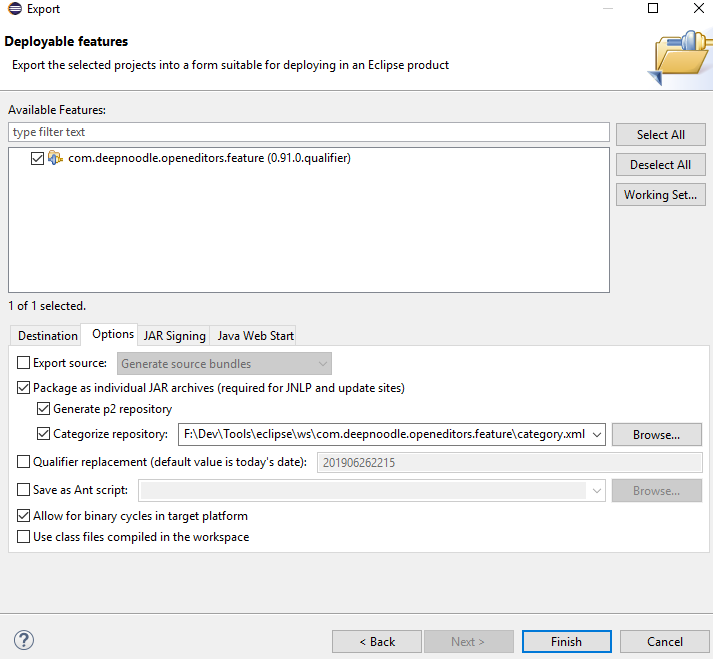 Export
Deployable features
Export the selected projects into a form suitable for deploying in an Eclipse product
Available Features:
type filter text
Select All
com.deepnoodle.openeditors.feature (0.91.0.qualifier)
Deselect All
Working Set...
1 of 1 selected.
Destination Options JAR Signing Java Web Start
Export source: Generate source bundles
Package as individual JAR archives (required for JNLP and update sites)
Generate p2 repository
Categorize repository: F:\Dev\Tools\eclipse\ws\com.deepnoodle.openeditors.feature\category.xml Browse...
Qualifier replacement (default value is today's date): 201906262215
Save as Ant script: Browse...
Allow for binary cycles in target platform
Use class files compiled in the workspace
? < Back Next > Finish Cancel